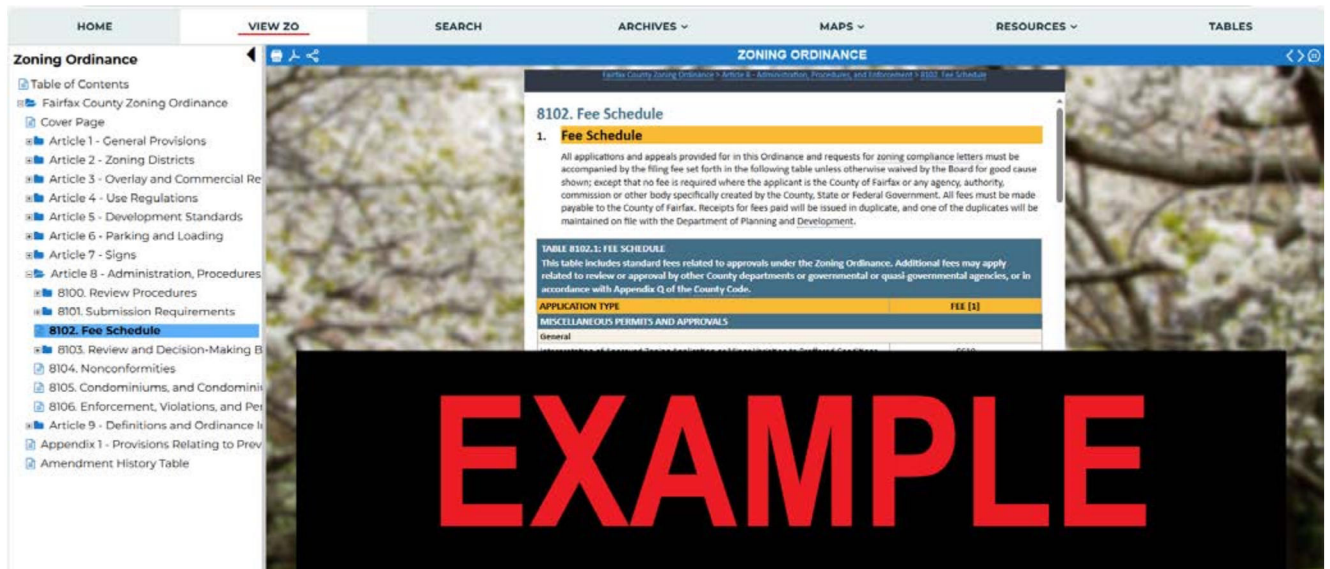 HOME VIEW ZO SEARCH ARCHIVES MAPS RESOURCES TABLES
Zoning Ordinance
Table of Contents
Fairfax County Zoning Ordinance
Cover Page
Article 1 - General Provisions
Article 2 - Zoning Districts
Article 3 - Overlay and Commercial Re
Article 4 - Use Regulations
Article 5 - Development Standards
Article 6 - Parking and Loading
Article 7 - Signs
Article 8 - Administration, Procedures
8100. Review Procedures
8101. Submission Requirements
8102. Fee Schedule
8103. Review and Decision-Making B
8104. Nonconformities
8105. Condominiums, and Condomini
8106. Enforcement, Violations, and Per
Article 9 - Definitions and Ordinance I
Appendix 1 - Provisions Relating to Prev
Amendment History Table
ZONING ORDINANCE
Fairfax County Zoning Ordinance > Article 8 - Administration, Procedures, and Enforcement > 8102. Fee Schedule
8102. Fee Schedule
1. Fee Schedule
All applications and appeals provided for in this Ordinance and requests for zoning compliance letters must be
accompanied by the filing fee set forth in the following table unless otherwise waived by the Board for good cause
shown; except that no fee is required where the applicant is the County of Fairfax or any agency, authority,
commission or other body specifically created by the County, State or Federal Government. All fees must be made
payable to the County of Fairfax. Receipts for fees paid will be issued in duplicate, and one of the duplicates will be
maintained on file with the Department of Planning and Development.
TABLE 8102.1: FEE SCHEDULE
This table includes standard fees related to approvals under the Zoning Ordinance. Additional fees may apply
related to review or approval by other County departments or governmental or quasi-governmental agencies, or in
accordance with Appendix Q of the County Code.
APPLICATION TYPE FEE [1]
MISCELLANEOUS PERMITS AND APPROVALS
General
EXAMPLE